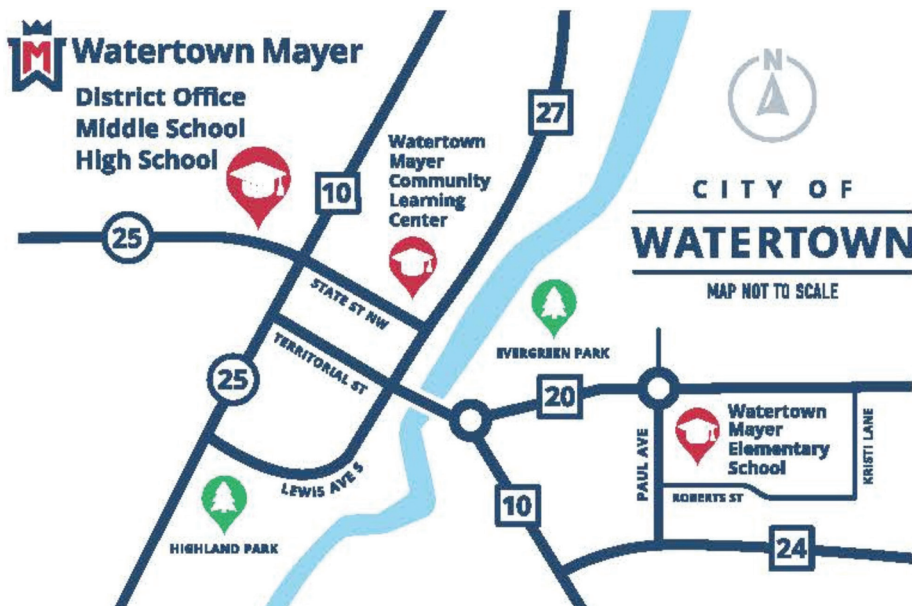 M
Watertown Mayer
District Office
Middle School
High School
25
10
27
Watertown
Mayer
Community
Learning
Center
N
CITY OF
WATERTOWN
MAP NOT TO SCALE
STATE ST NW
TERRITORIAL ST
25
EVERGREEN PARK
20
LEWIS AVE S
HIGHLAND PARK
10
PAUL AVE
Watertown
Mayer
Elementary
School
ROBERTS ST
KRISTI LANE
24